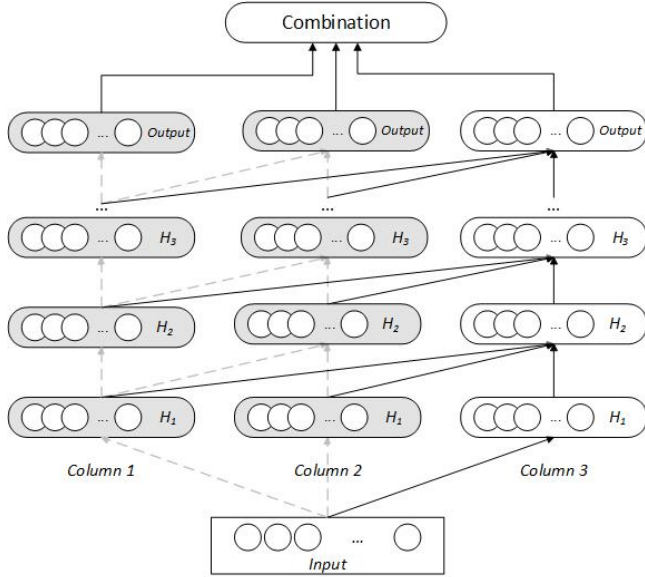 Combination
... Output ... Output ... Output
... ... ...
... H₃ ... H₃ ... H₃
... H₂ ... H₂ ... H₂
... H₁ ... H₁ ... H₁
Column 1 Column 2 Column 3
...
Input